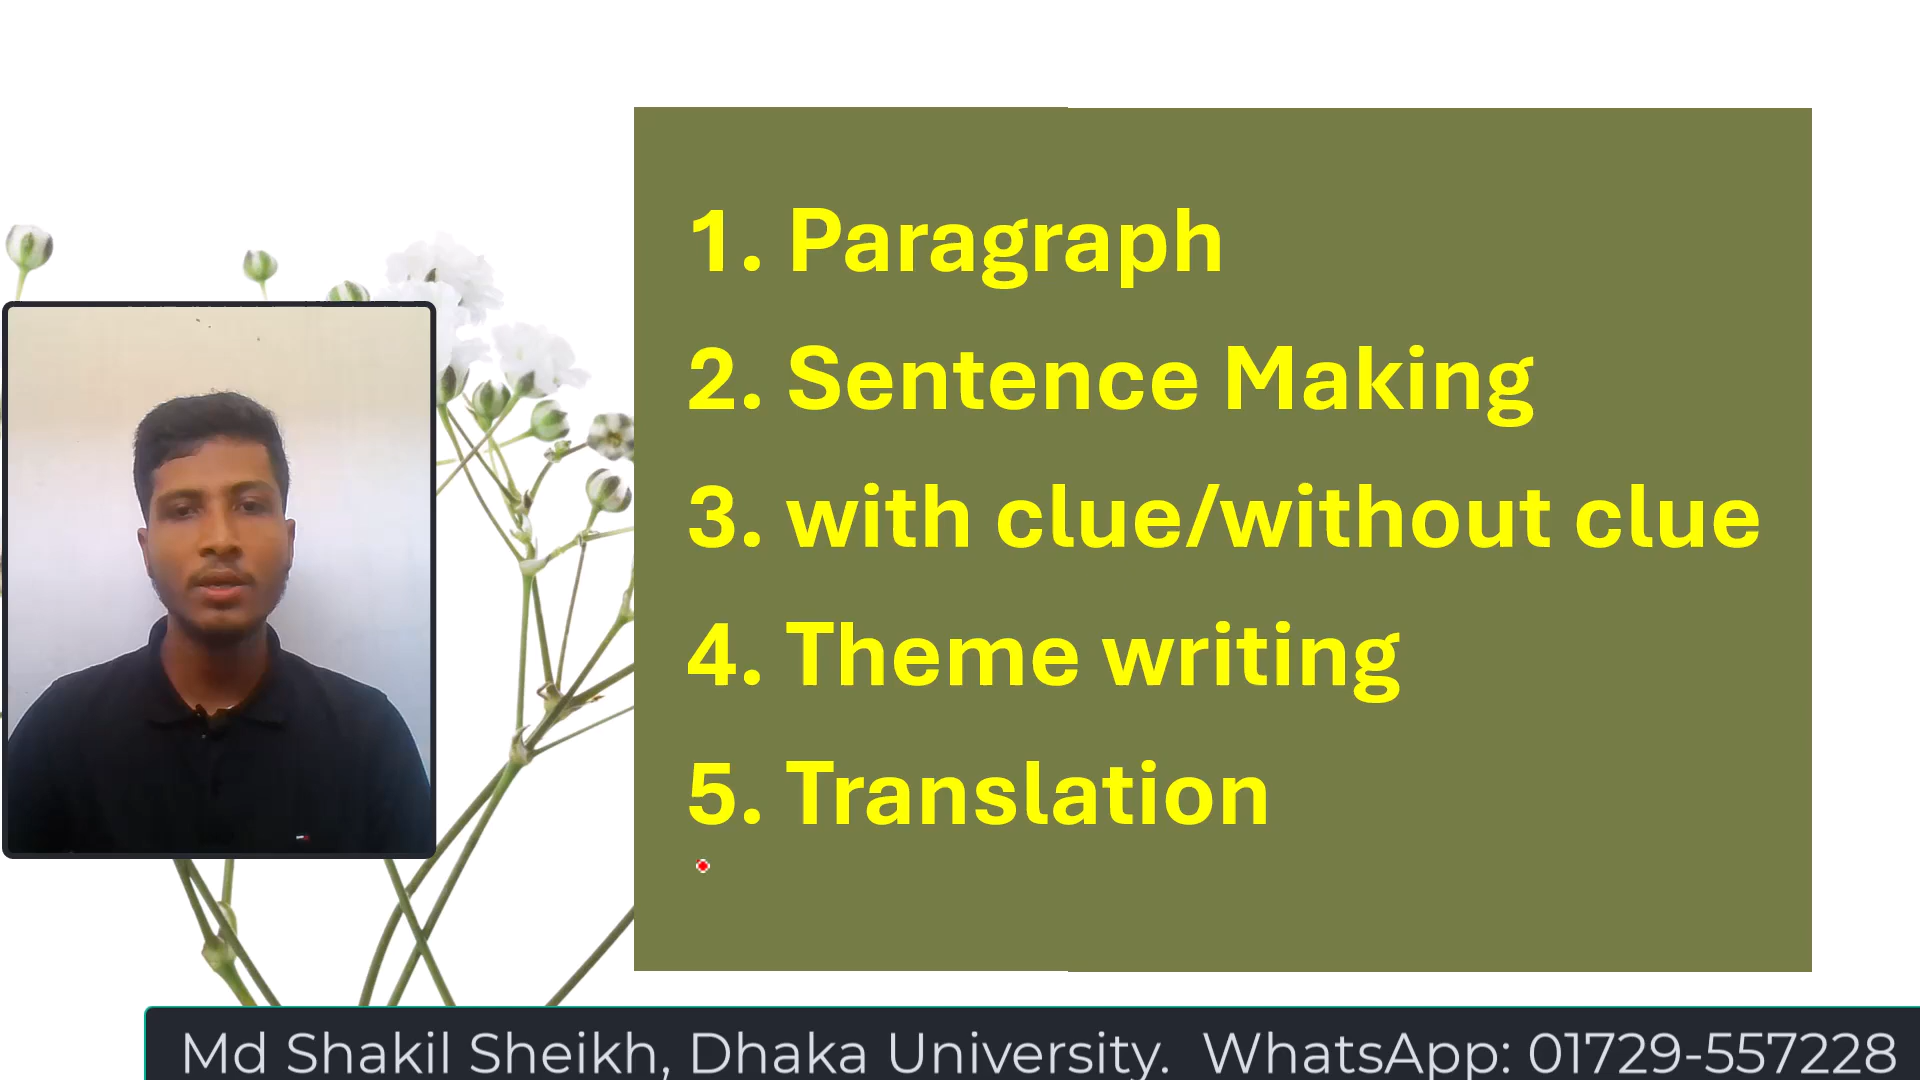 1. Paragraph
2. Sentence Making
3. with clue/without clue
4. Theme writing
5. Translation
Md Shakil Sheikh, Dhaka University. WhatsApp: 01729-557228